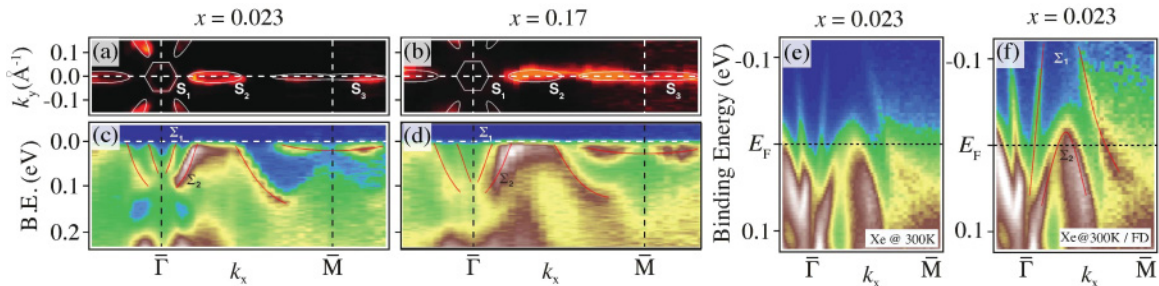 x = 0.023
x = 0.17
x = 0.023
x = 0.023
(a)
(b)
(c)
(d)
(e)
(f)
k_y(Å⁻¹)
0.1
0.0
-0.1
S₁
S₂
S₃
S₁
S₂
S₃
B.E. (eV)
0.0
0.1
0.2
Σ₁
Σ₂
Σ₁
Σ₂
Γ̅
k_x
M̅
Γ̅
k_x
M̅
Binding Energy (eV)
-0.1
E_F
0.1
Xe @ 300K
Γ̅
k_x
M̅
-0.1
E_F
0.1
Σ₁
Σ₂
Xe@300K / FD
Γ̅
k_x
M̅